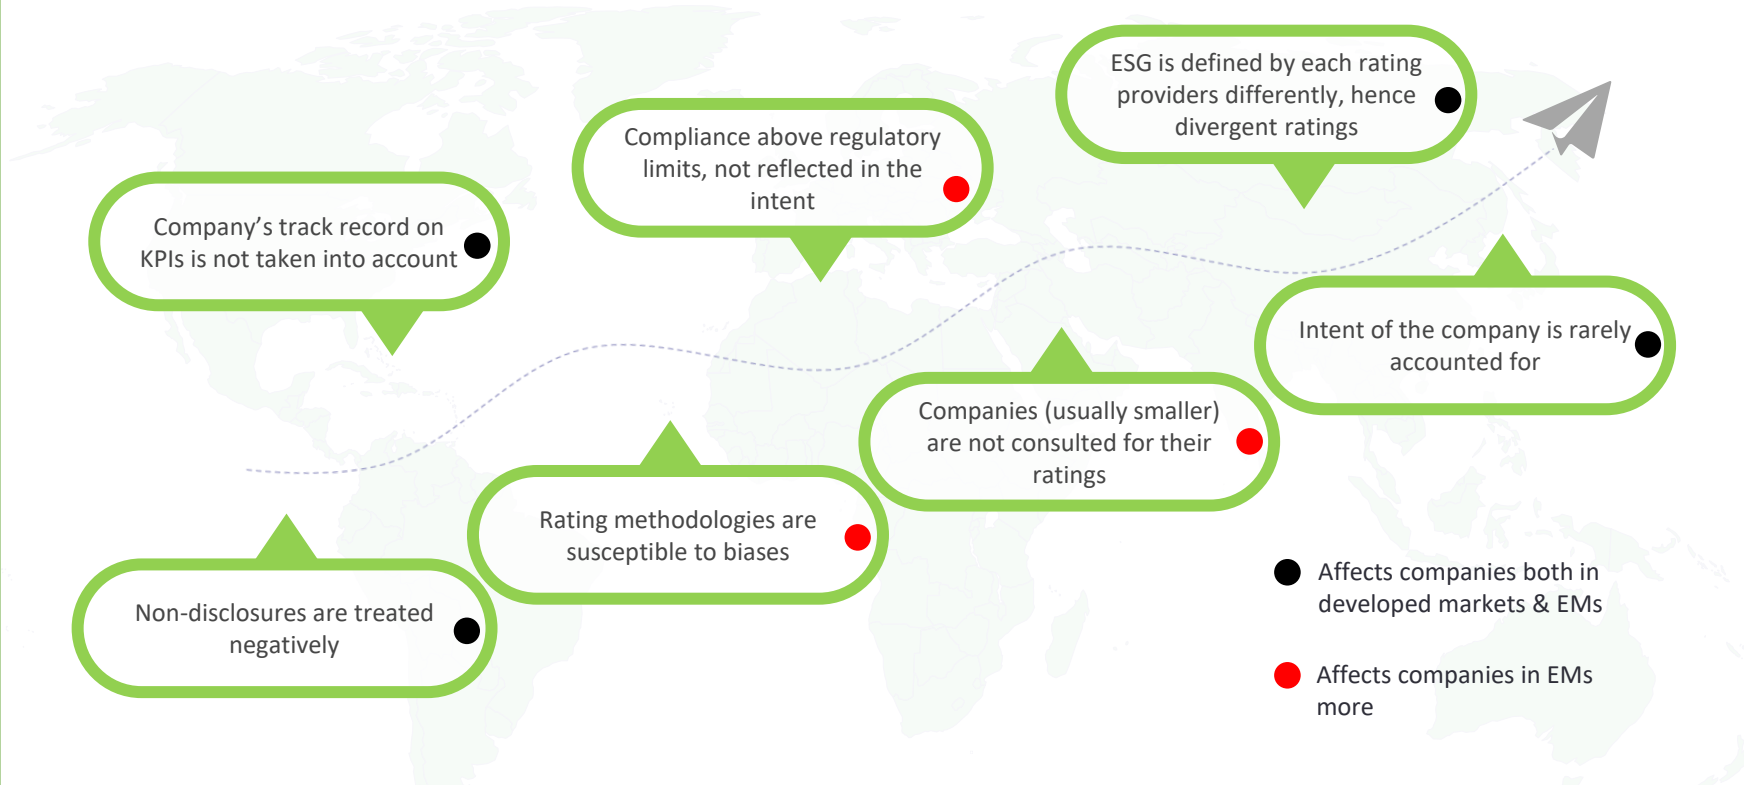 ESG is defined by each rating
providers differently, hence
divergent ratings
Compliance above regulatory
limits, not reflected in the
intent
Company’s track record on
KPIs is not taken into account
Intent of the company is rarely
accounted for
Companies (usually smaller)
are not consulted for their
ratings
Rating methodologies are
susceptible to biases
Non-disclosures are treated
negatively
Affects companies both in
developed markets & EMs
Affects companies in EMs
more